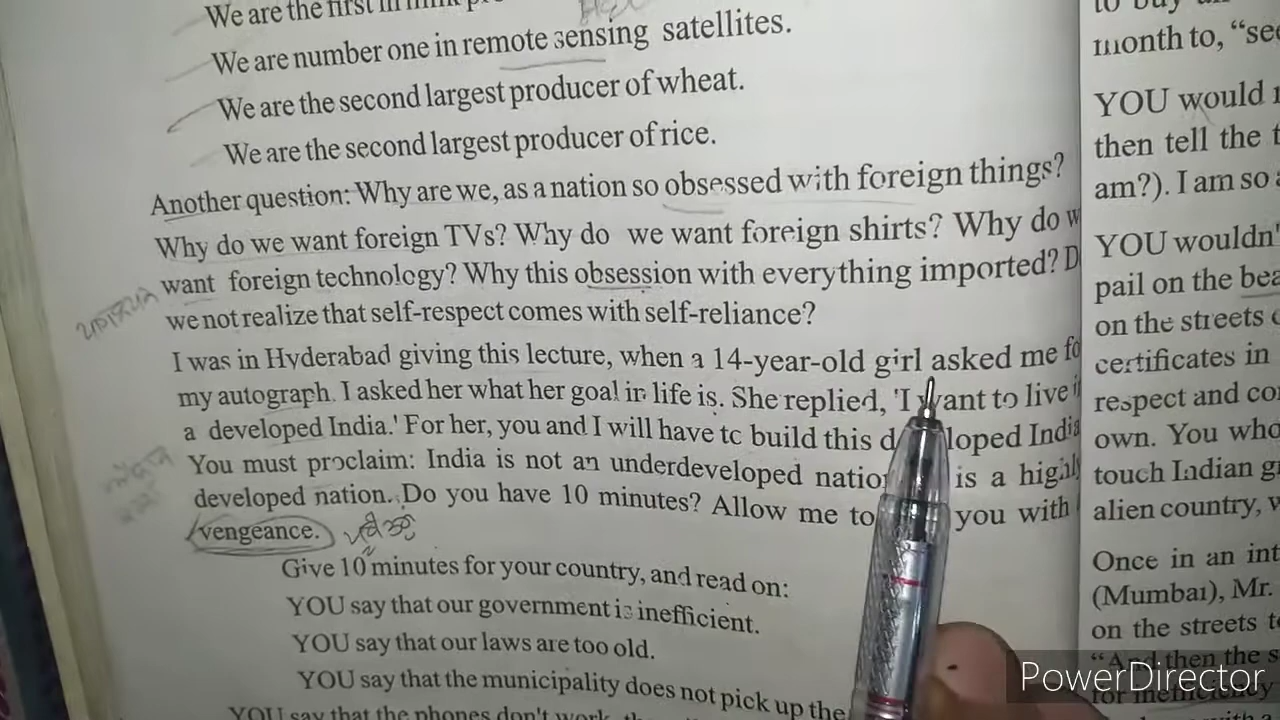 We are the first in
We are number one in remote sensing satellites.
We are the second largest producer of wheat.
We are the second largest producer of rice.
Another question: Why are we, as a nation so obsessed with foreign things?
Why do we want foreign TVs? Why do we want foreign shirts? Why do
want foreign technology? Why this obsession with everything imported?
we not realize that self-respect comes with self-reliance?
I was in Hyderabad giving this lecture, when a 14-year-old girl asked me
my autograph. I asked her what her goal in life is. She replied, 'I want to live
a developed India.' For her, you and I will have to build this developed India
You must proclaim: India is not an underdeveloped nation is a highly
developed nation. Do you have 10 minutes? Allow me to you with
vengeance.
Give 10 minutes for your country, and read on:
YOU say that our government is inefficient.
YOU say that our laws are too old.
YOU say that the municipality does not pick up the
YOU say that the phones don't work,
to buy
month to,
YOU would
then tell the
am?). I am so
YOU wouldn't
pail on the
on the streets
certificates in
respect and
own. You who
touch Indian
alien country,
Once in an
(Mumbai), Mr.
on the streets
"And then the
for inefficiency
PowerDirector